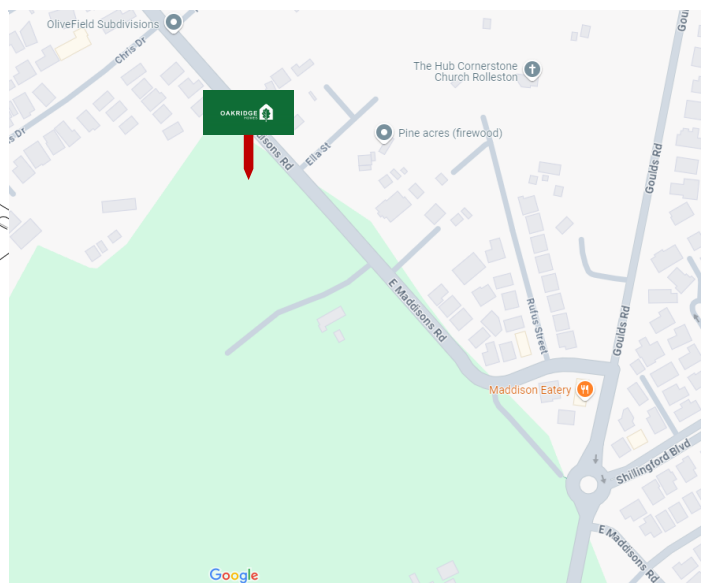 OliveField Subdivisions
Chris Dr
The Hub Cornerstone
Church Rolleston
Goulds Rd
OAKRIDGE
HOMES
Ella St
Pine acres (firewood)
E Maddisons Rd
Rufus Street
Goulds Rd
Maddison Eatery
Shillingford Blvd
E Maddisons Rd
Google